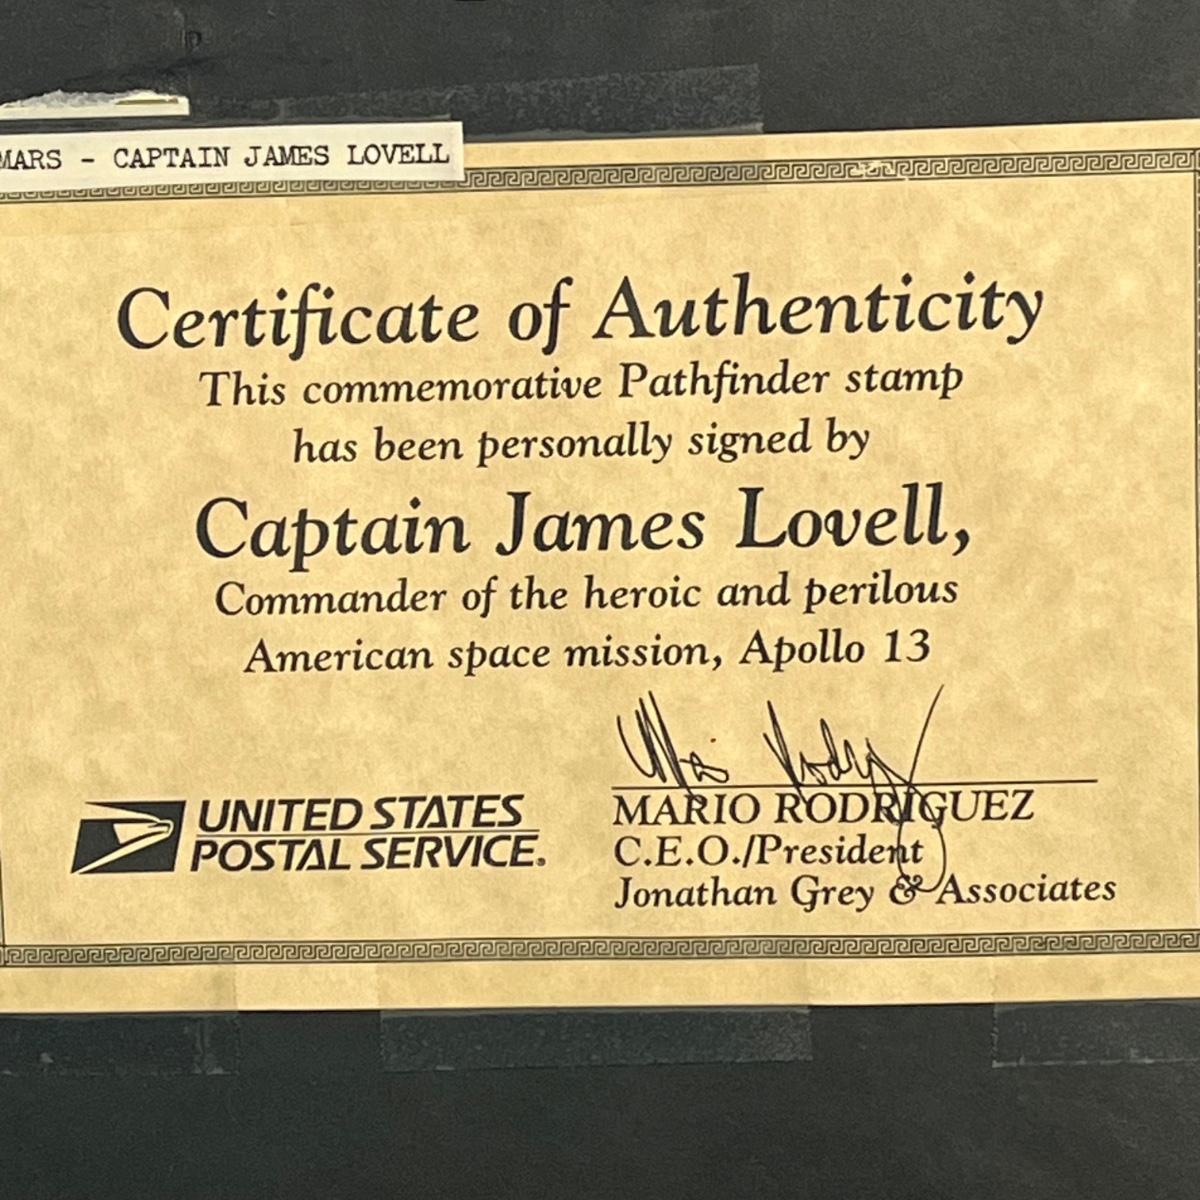 MARS - CAPTAIN JAMES LOVELL
Certificate of Authenticity
This commemorative Pathfinder stamp
has been personally signed by
Captain James Lovell,
Commander of the heroic and perilous
American space mission, Apollo 13
UNITED STATES
POSTAL SERVICE®
MARIO RODRIGUEZ
C.E.O./President
Jonathan Grey & Associates